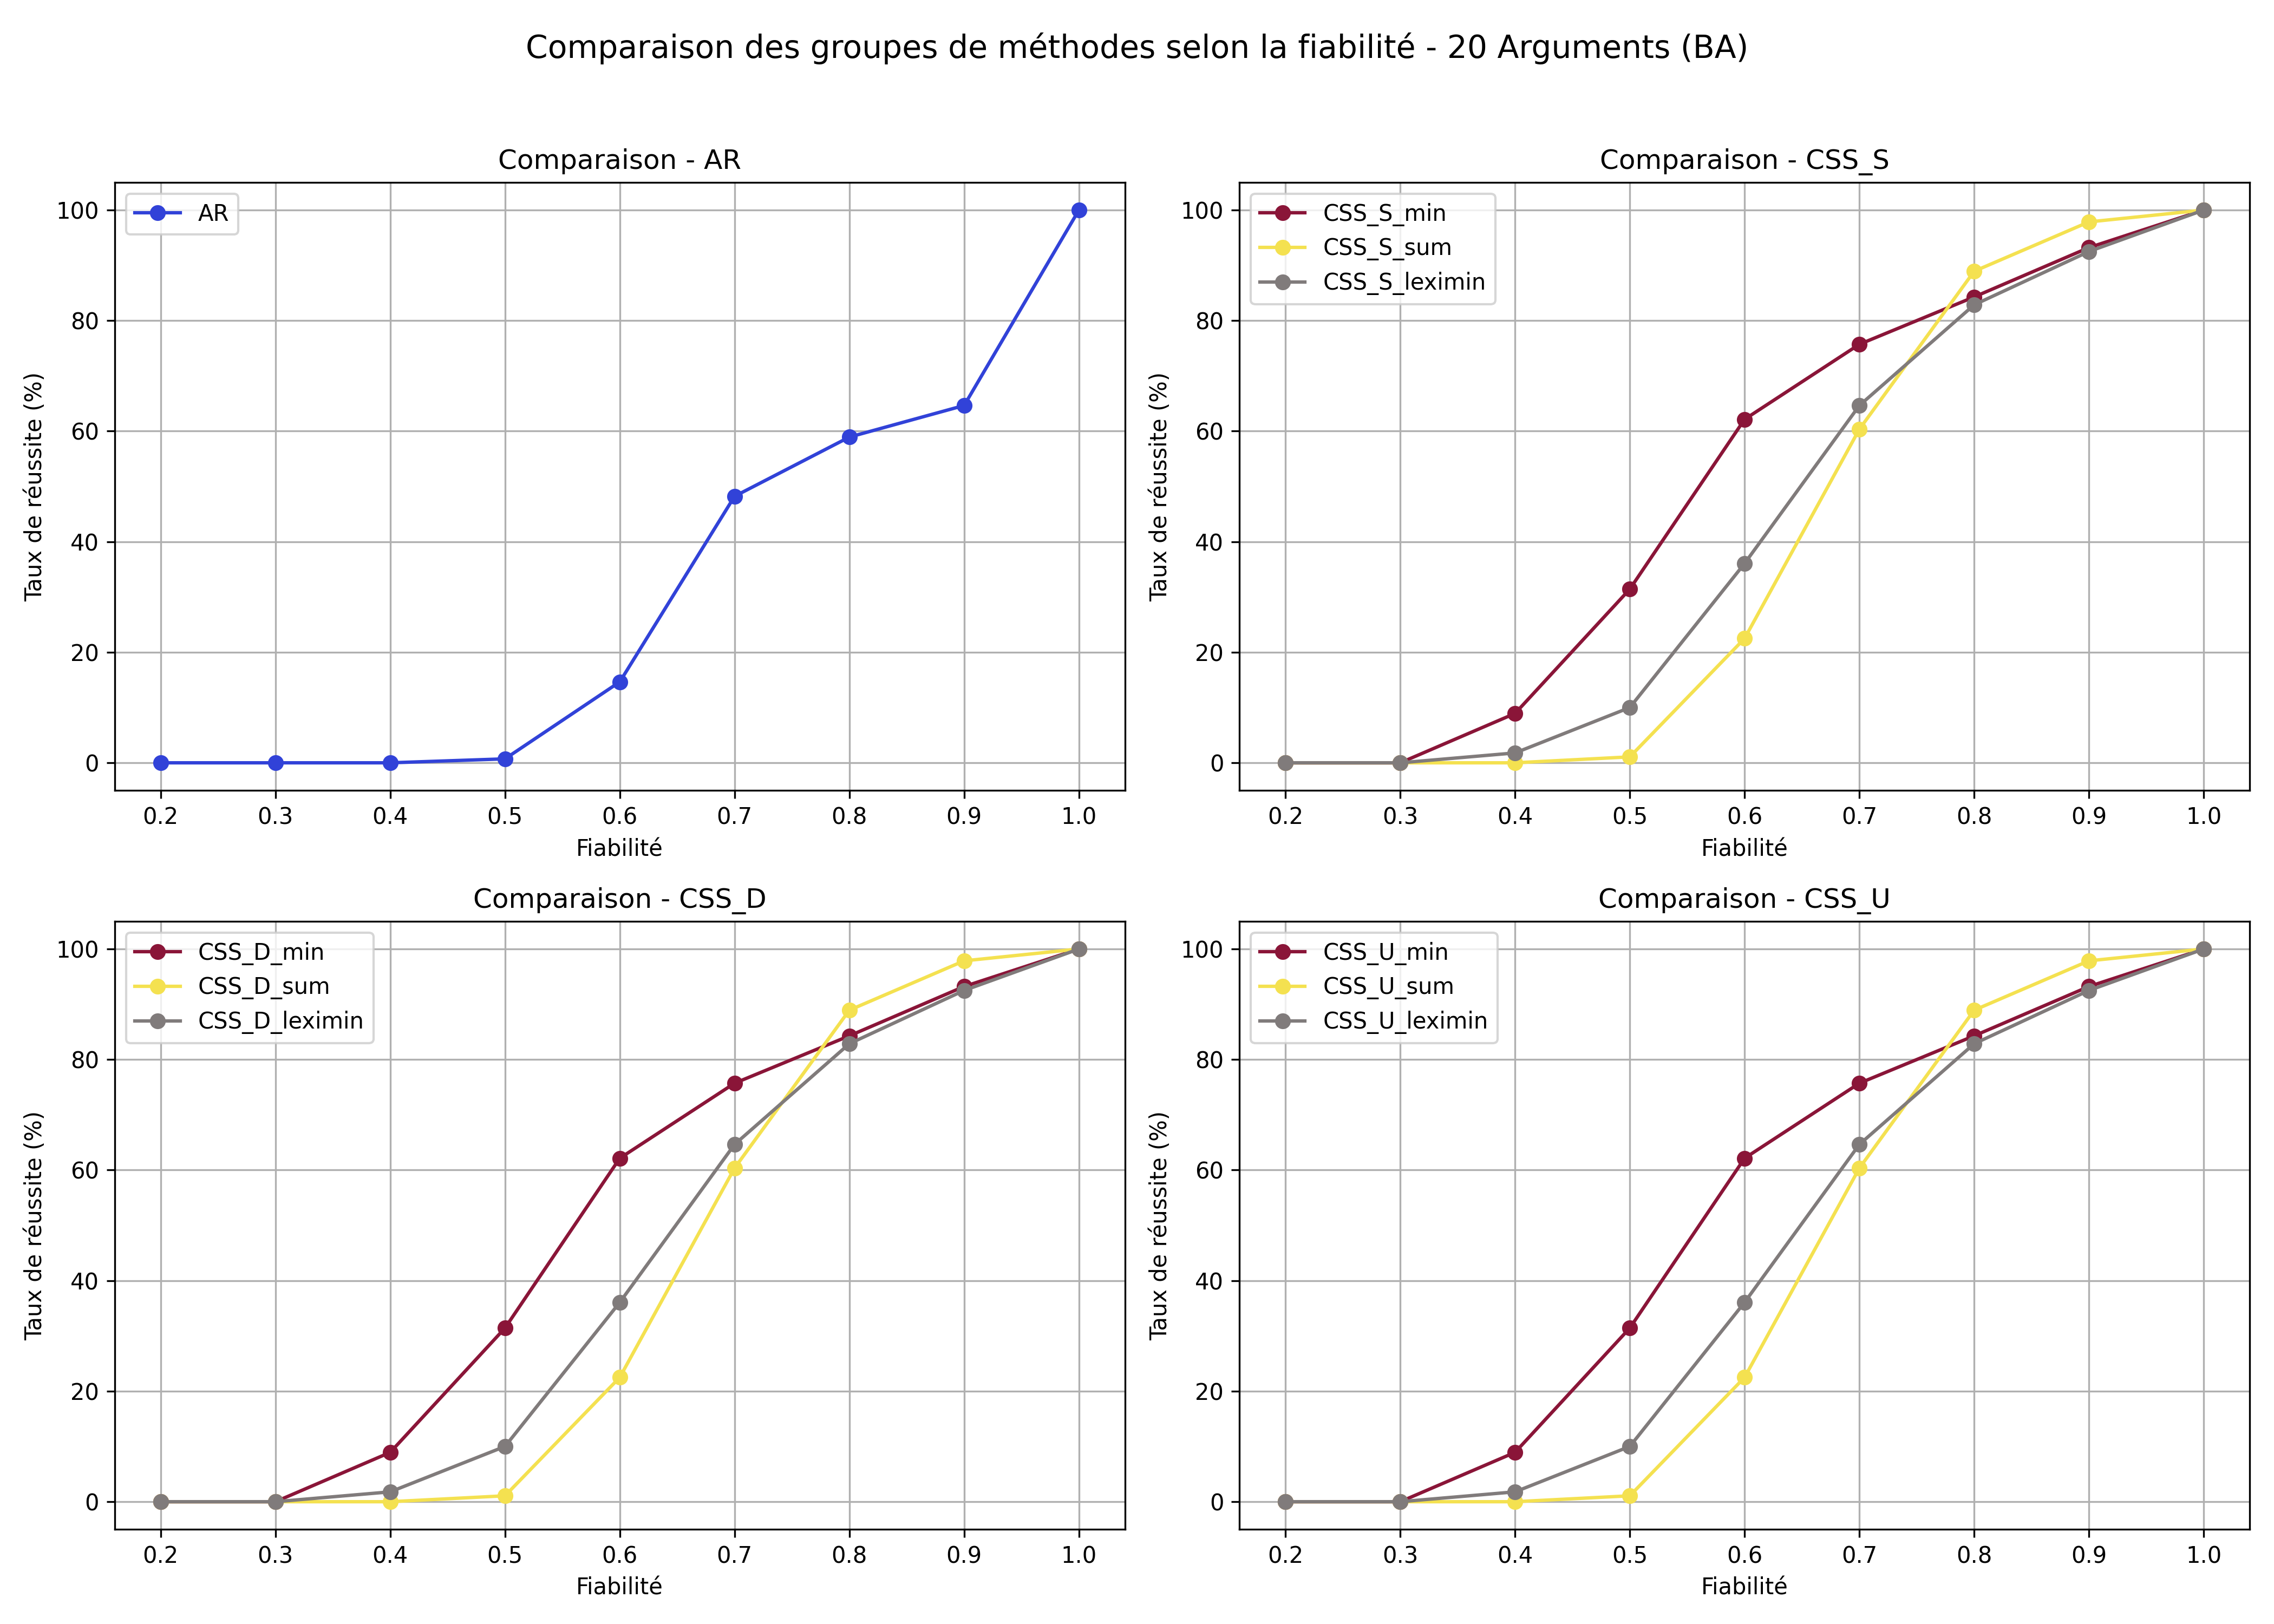 Comparaison des groupes de méthodes selon la fiabilité - 20 Arguments (BA)
Comparaison - AR
AR
Taux de réussite (%)
100
80
60
40
20
0
0.2 0.3 0.4 0.5 0.6 0.7 0.8 0.9 1.0
Fiabilité
Comparaison - CSS_S
CSS_S_min
CSS_S_sum
CSS_S_leximin
Taux de réussite (%)
100
80
60
40
20
0
0.2 0.3 0.4 0.5 0.6 0.7 0.8 0.9 1.0
Fiabilité
Comparaison - CSS_D
CSS_D_min
CSS_D_sum
CSS_D_leximin
Taux de réussite (%)
100
80
60
40
20
0
0.2 0.3 0.4 0.5 0.6 0.7 0.8 0.9 1.0
Fiabilité
Comparaison - CSS_U
CSS_U_min
CSS_U_sum
CSS_U_leximin
Taux de réussite (%)
100
80
60
40
20
0
0.2 0.3 0.4 0.5 0.6 0.7 0.8 0.9 1.0
Fiabilité